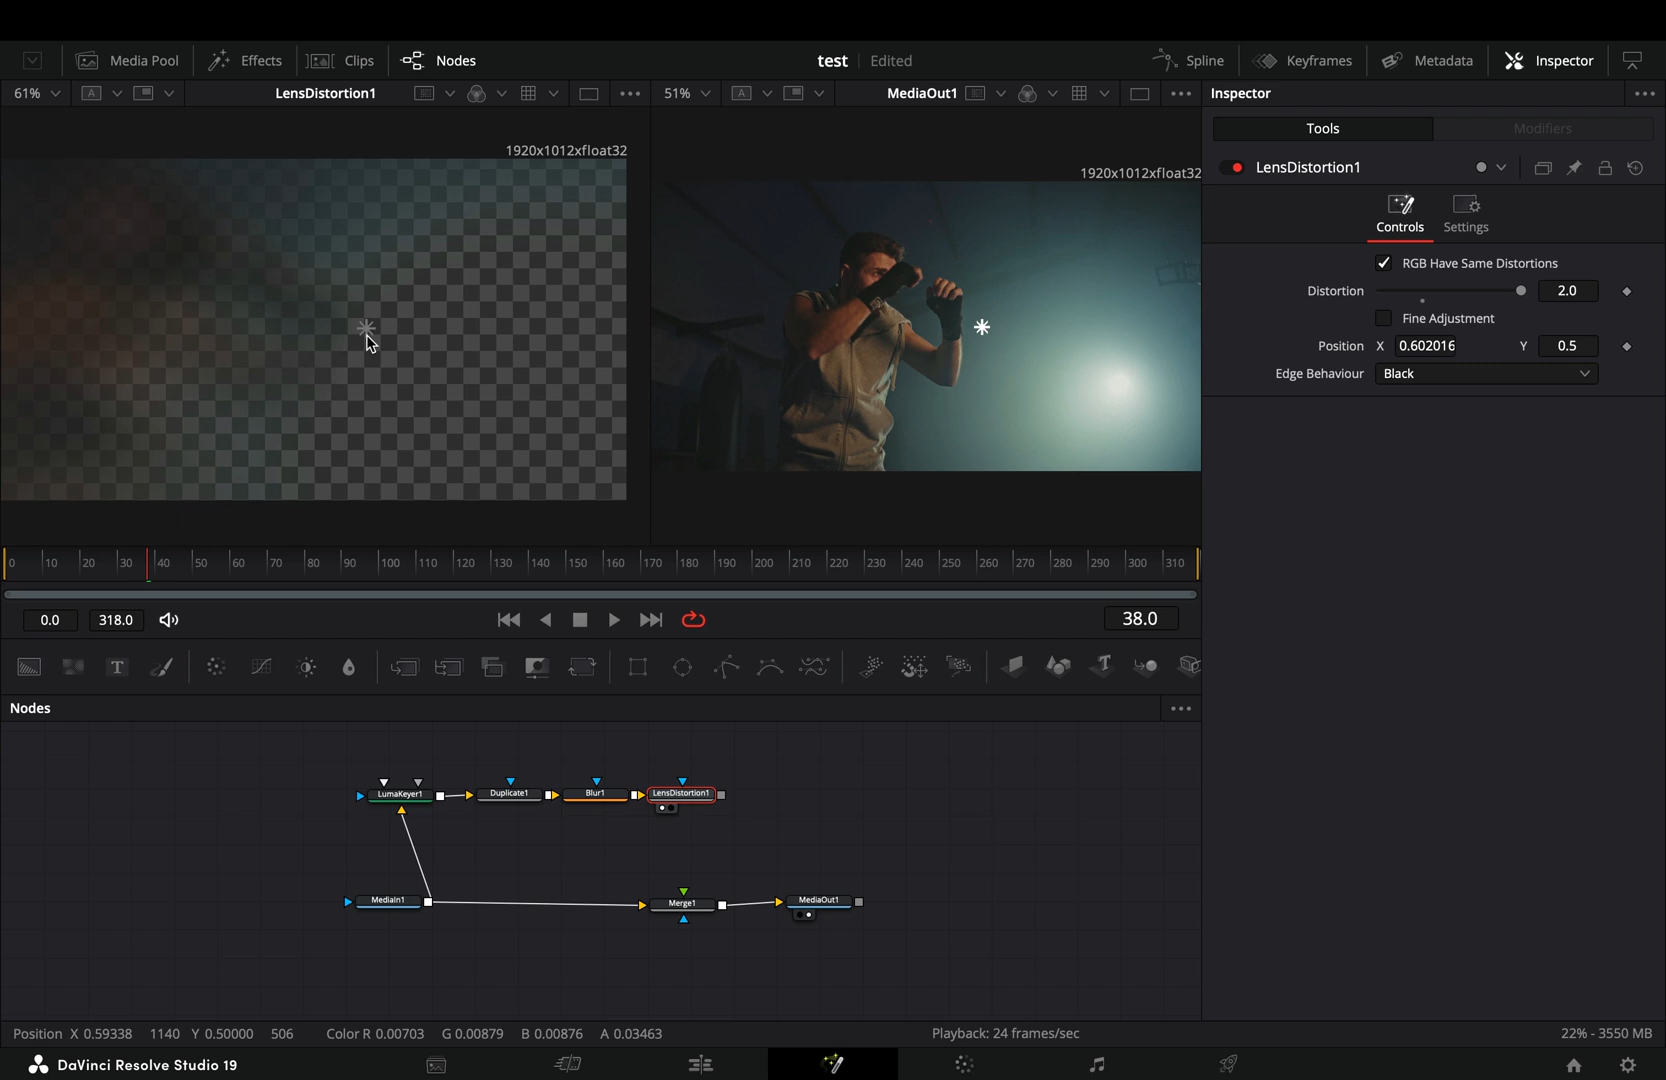 Media Pool
Effects
Clips
Nodes
test
Edited
Spline
Keyframes
Metadata
Inspector
61%
A
LensDistortion1
51%
A
MediaOut1
Inspector
Tools
Modifiers
1920x1012xfloat32
1920x1012xfloat32
LensDistortion1
Controls
Settings
RGB Have Same Distortions
Distortion
2.0
Fine Adjustment
Position X 0.602016 Y 0.5
Edge Behaviour
Black
0 10 20 30 40 50 60 70 80 90 100 110 120 130 140 150 160 170 180 190 200 210 220 230 240 250 260 270 280 290 300 310
0.0
318.0
38.0
T
T
Nodes
LumaKeyer1
Duplicate1
Blur1
LensDistortion1
MediaIn1
Merge1
MediaOut1
Position X 0.59338 1140 Y 0.50000 506 Color R 0.00703 G 0.00879 B 0.00876 A 0.03463
Playback: 24 frames/sec
22% - 3550 MB
DaVinci Resolve Studio 19